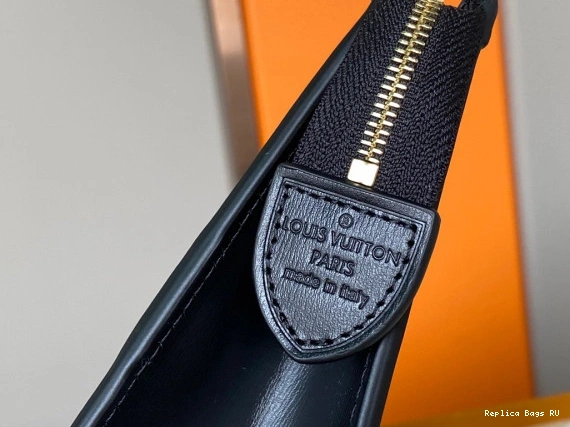 ®
LOUIS VUITTON
PARIS
made in Italy
Replica Bags RU